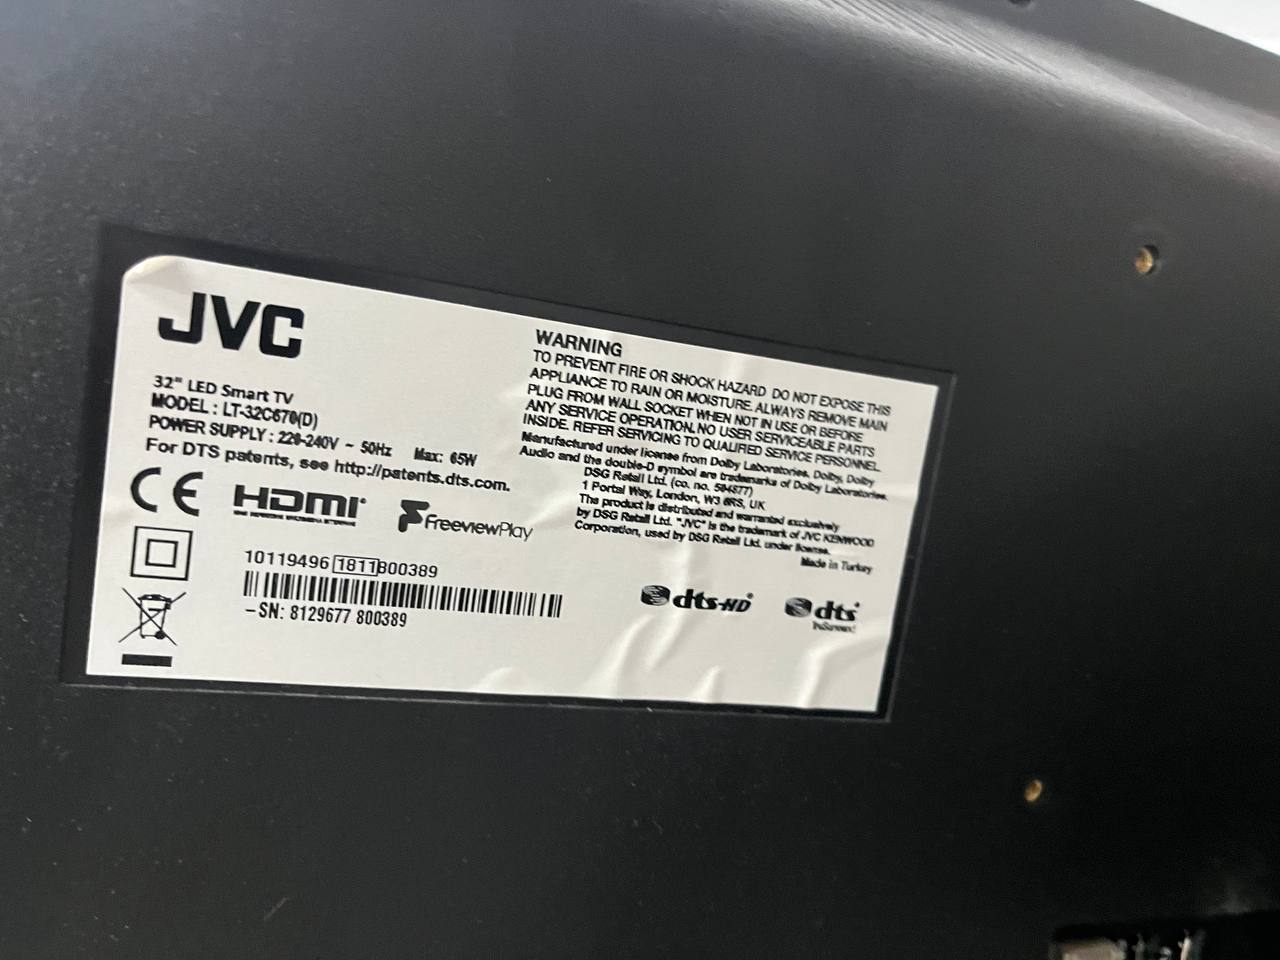 JVC
32" LED Smart TV
MODEL : LT-32C670(D)
POWER SUPPLY : 220-240V ~ 50Hz Max: 65W
For DTS patents, see http://patents.dts.com.
CE HDMI
FreeviewPlay
10119496 1811 800389
-SN: 8129677 800389
WARNING
TO PREVENT FIRE OR SHOCK HAZARD DO NOT EXPOSE THIS
APPLIANCE TO RAIN OR MOISTURE. ALWAYS REMOVE MAIN
PLUG FROM WALL SOCKET WHEN NOT IN USE OR BEFORE
ANY SERVICE OPERATION. NO USER SERVICEABLE PARTS
INSIDE. REFER SERVICING TO QUALIFIED SERVICE PERSONNEL.
Manufactured under license from Dolby Laboratories. Dolby, Dolby
Audio and the double-D symbol are trademarks of Dolby Laboratories.
DSG Retail Ltd. (co. no. 504877)
1 Portal Way, London, W3 6RS, UK
The product is distributed and warranted exclusively
by DSG Retail Ltd. "JVC" is the trademark of JVC KENWOOD
Corporation, used by DSG Retail Ltd. under license.
Made in Turkey
dts-HD
dts